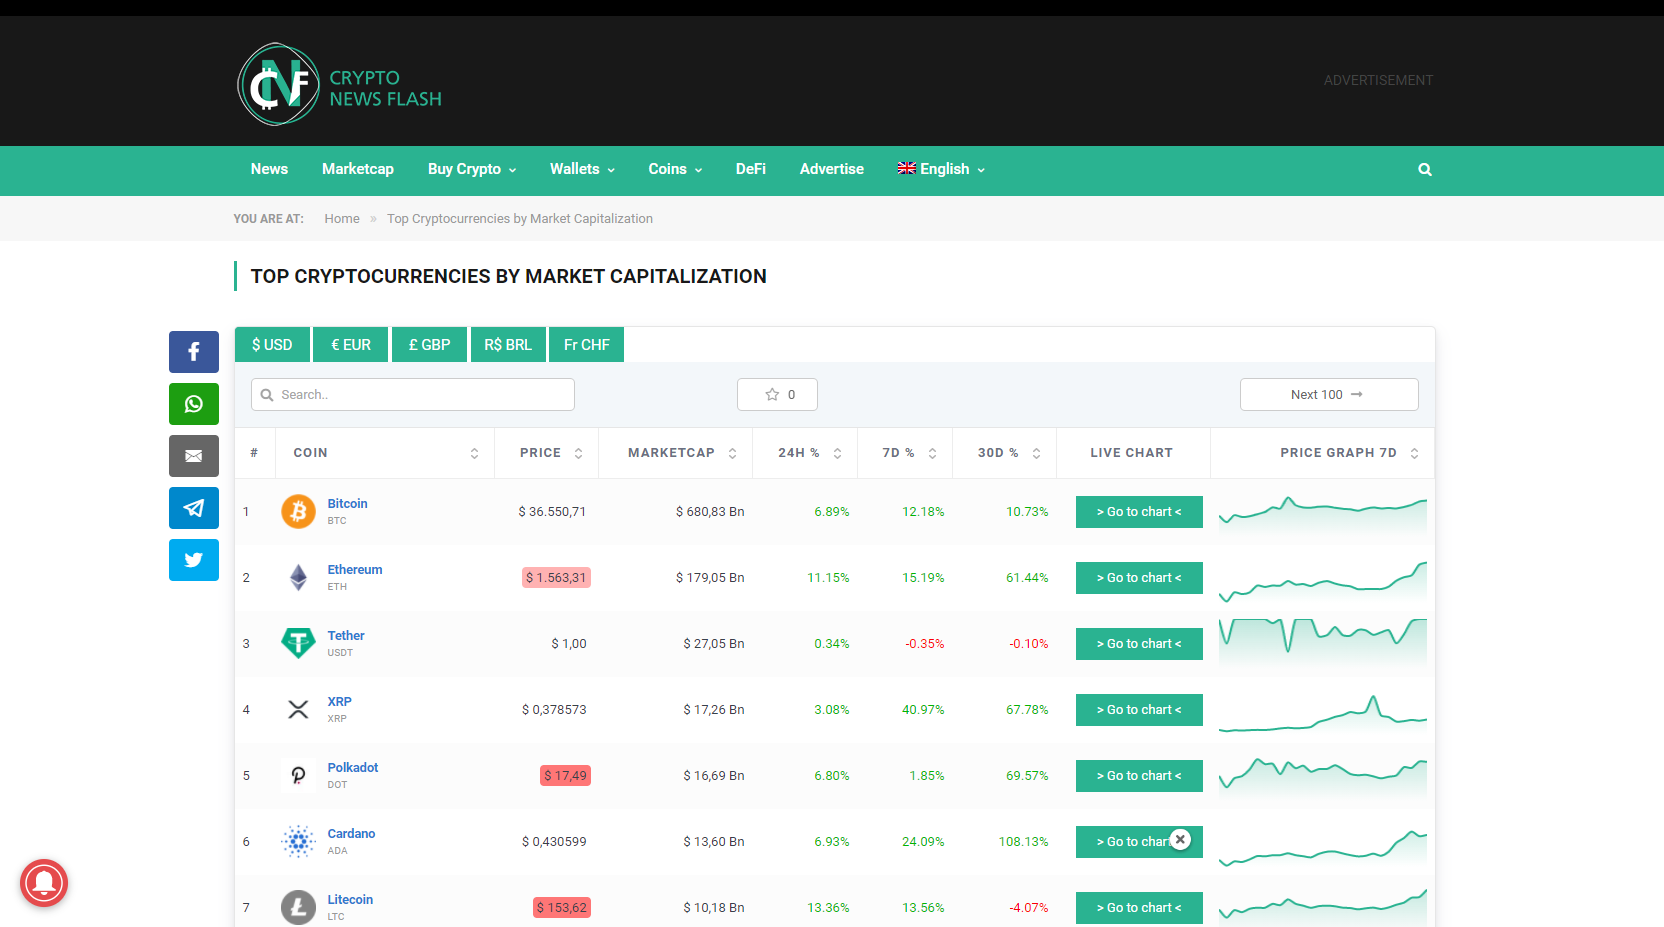 CRYPTO
NEWS FLASH
ADVERTISEMENT
News Marketcap Buy Crypto Wallets Coins DeFi Advertise English
YOU ARE AT: Home » Top Cryptocurrencies by Market Capitalization
TOP CRYPTOCURRENCIES BY MARKET CAPITALIZATION
$ USD € EUR £ GBP R$ BRL Fr CHF
Search.. 0 Next 100 →
# COIN PRICE MARKETCAP 24H % 7D % 30D % LIVE CHART PRICE GRAPH 7D
1 Bitcoin $ 36.550,71 $ 680,83 Bn 6.89% 12.18% 10.73% > Go to chart <
BTC
2 Ethereum $ 1.563,31 $ 179,05 Bn 11.15% 15.19% 61.44% > Go to chart <
ETH
3 Tether $ 1,00 $ 27,05 Bn 0.34% -0.35% -0.10% > Go to chart <
USDT
4 XRP $ 0,378573 $ 17,26 Bn 3.08% 40.97% 67.78% > Go to chart <
XRP
5 Polkadot $ 17,49 $ 16,69 Bn 6.80% 1.85% 69.57% > Go to chart <
DOT
6 Cardano $ 0,430599 $ 13,60 Bn 6.93% 24.09% 108.13% > Go to chart
ADA
7 Litecoin $ 153,62 $ 10,18 Bn 13.36% 13.56% -4.07% > Go to chart <
LTC